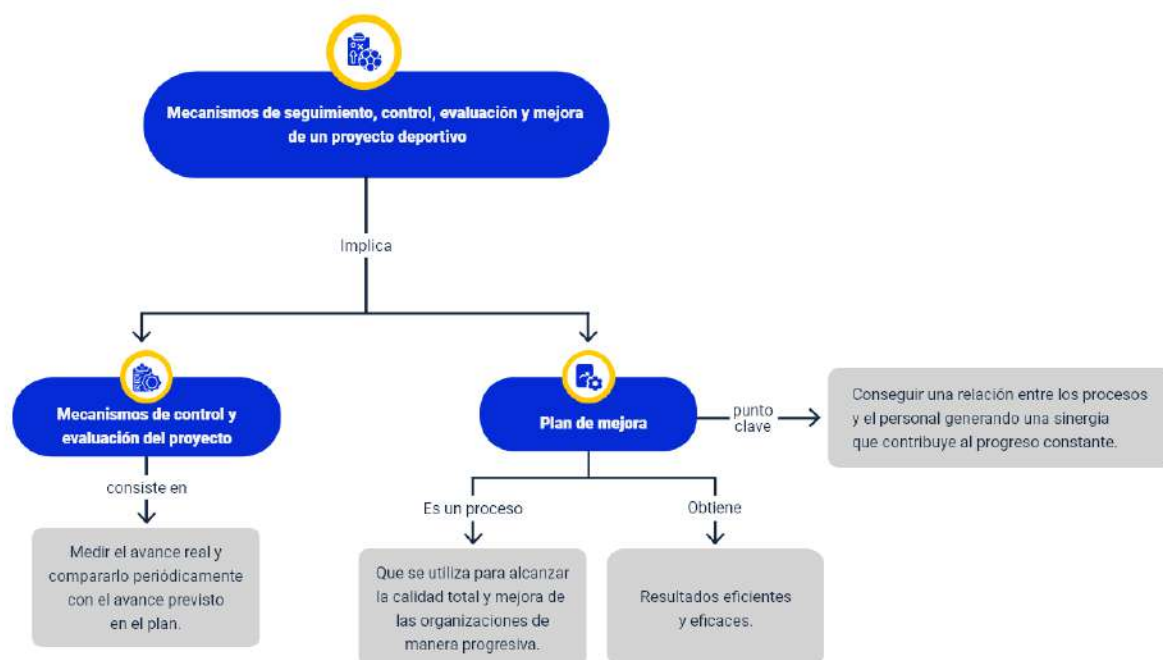 Mecanismos de seguimiento, control, evaluación y mejora
de un proyecto deportivo
Implica
Mecanismos de control y
evaluación del proyecto
consiste en
Medir el avance real y
compararlo periódicamente
con el avance previsto
en el plan.
Plan de mejora
punto
clave
Conseguir una relación entre los procesos
y el personal generando una sinergia
que contribuye al progreso constante.
Es un proceso
Que se utiliza para alcanzar
la calidad total y mejora de
las organizaciones de
manera progresiva.
Obtiene
Resultados eficientes
y eficaces.